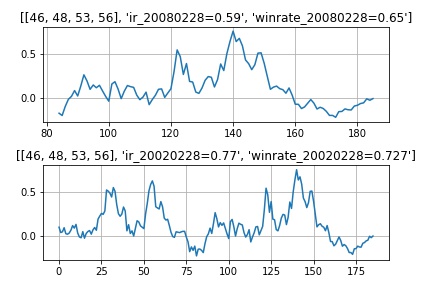 [[46, 48, 53, 56], 'ir_20080228=0.59', 'winrate_20080228=0.65']
0.5
0.0
80 100 120 140 160 180
[[46, 48, 53, 56], 'ir_20020228=0.77', 'winrate_20020228=0.727']
0.5
0.0
0 25 50 75 100 125 150 175